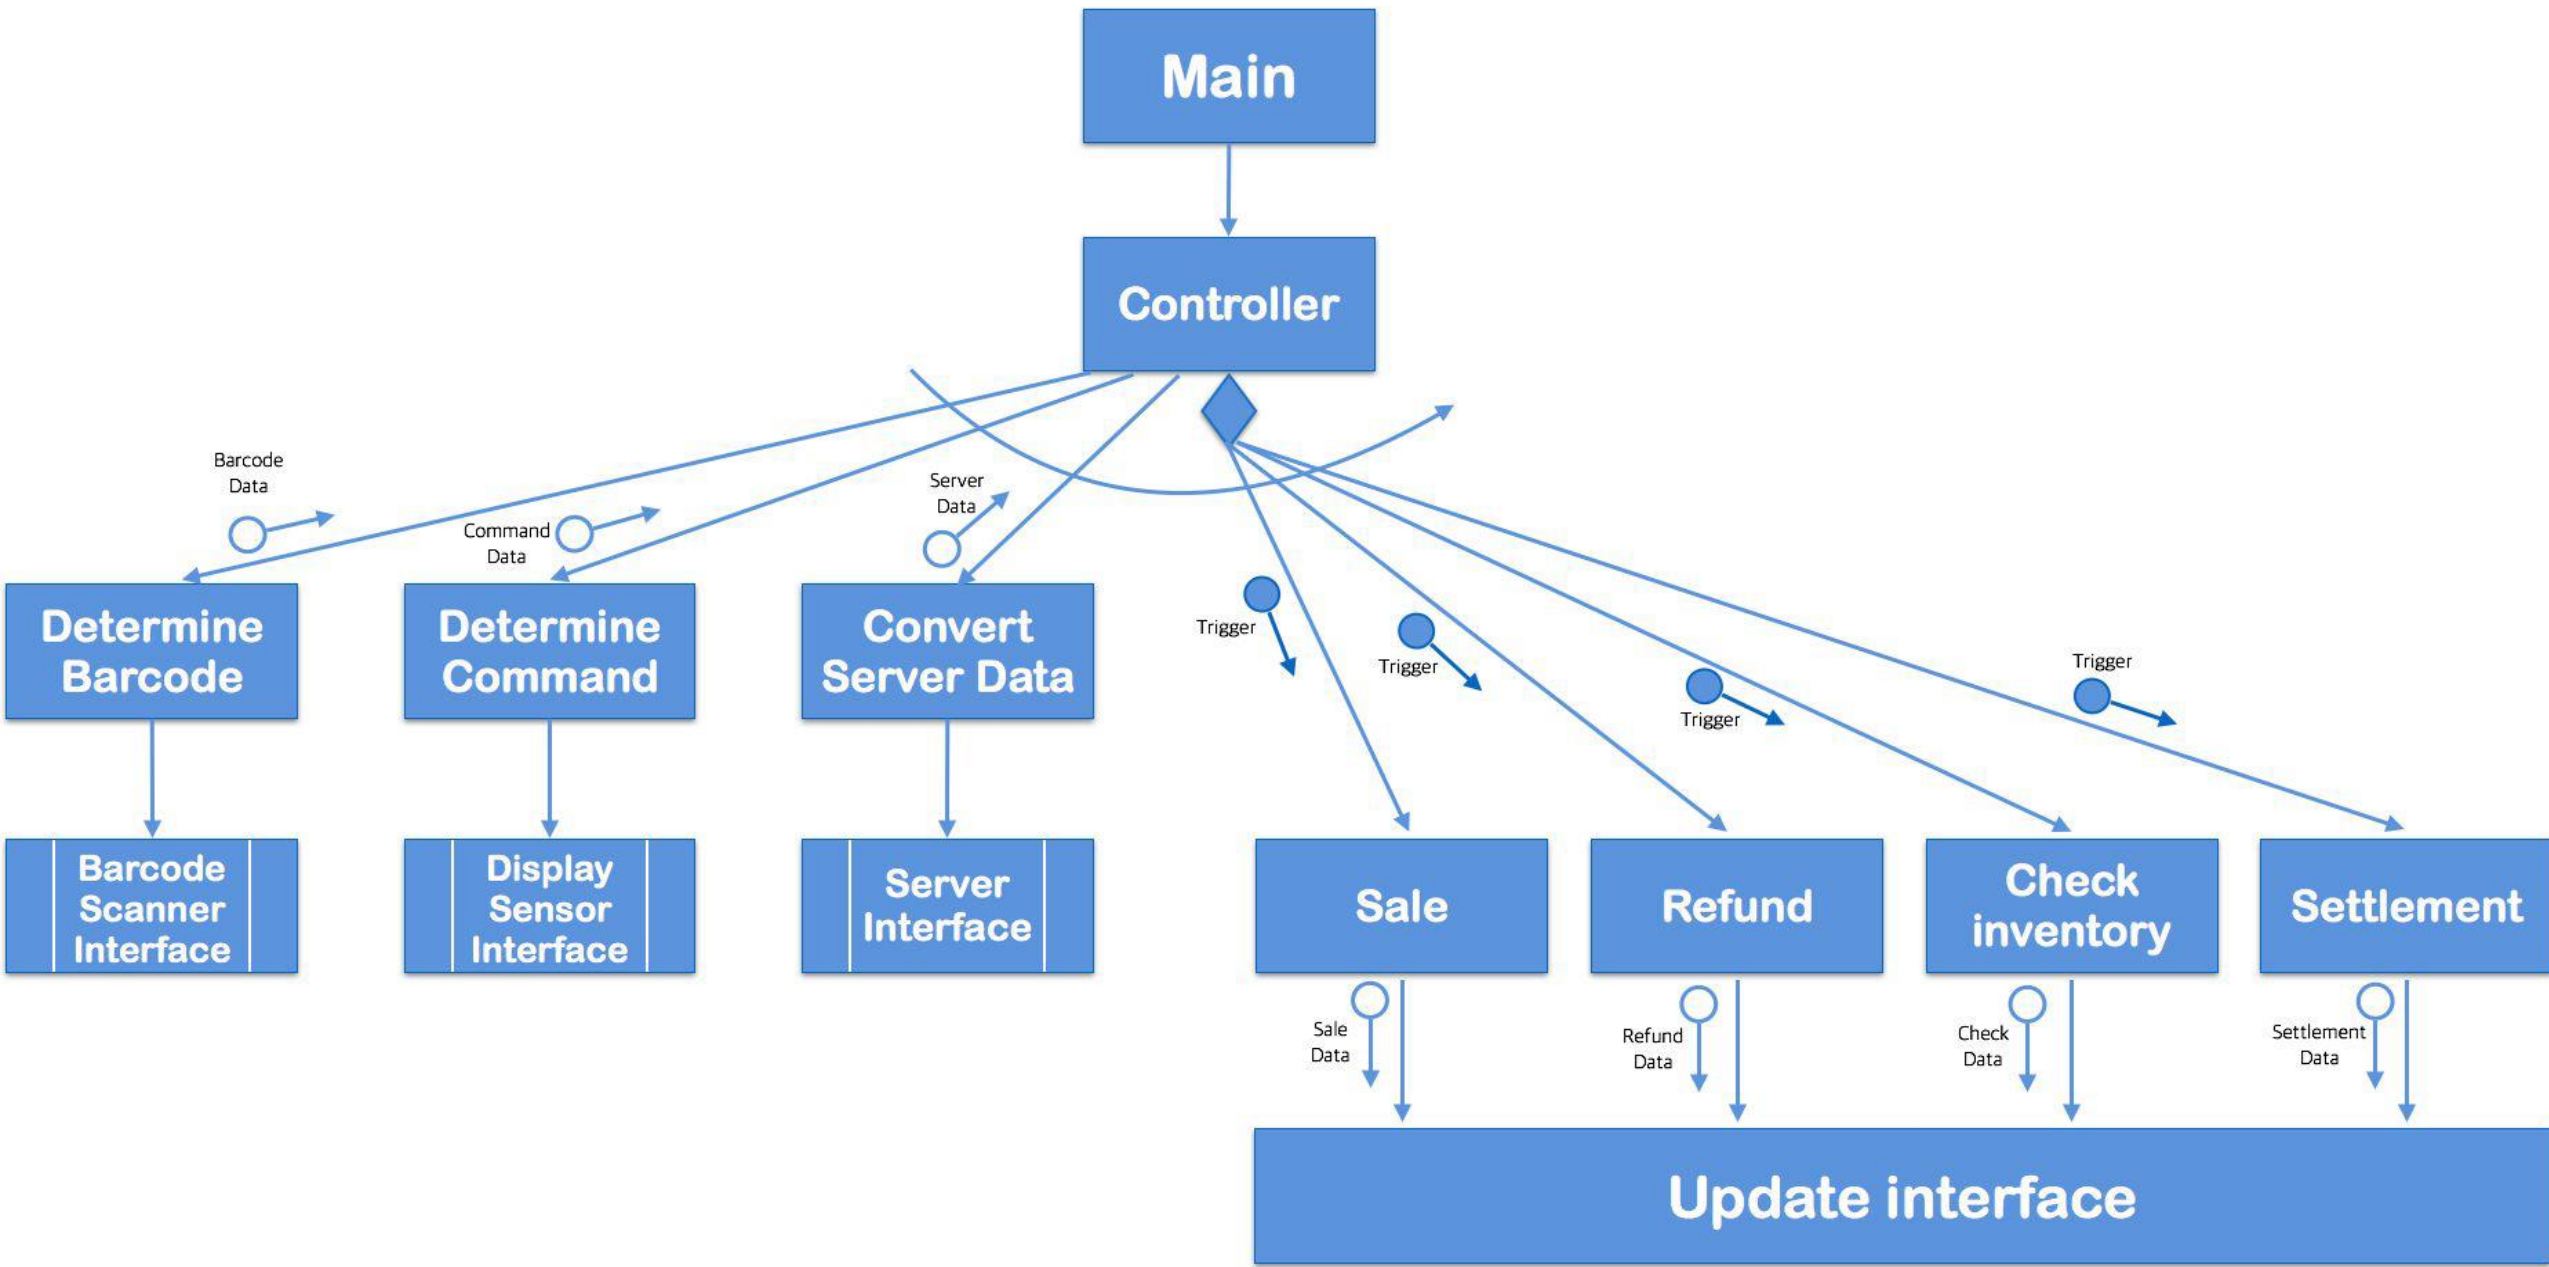 Main
Controller
Barcode
Data
Command
Data
Server
Data
Determine
Barcode
Determine
Command
Convert
Server Data
Trigger
Trigger
Trigger
Trigger
Barcode
Scanner
Interface
Display
Sensor
Interface
Server
Interface
Sale
Refund
Check
inventory
Settlement
Sale
Data
Refund
Data
Check
Data
Settlement
Data
Update interface